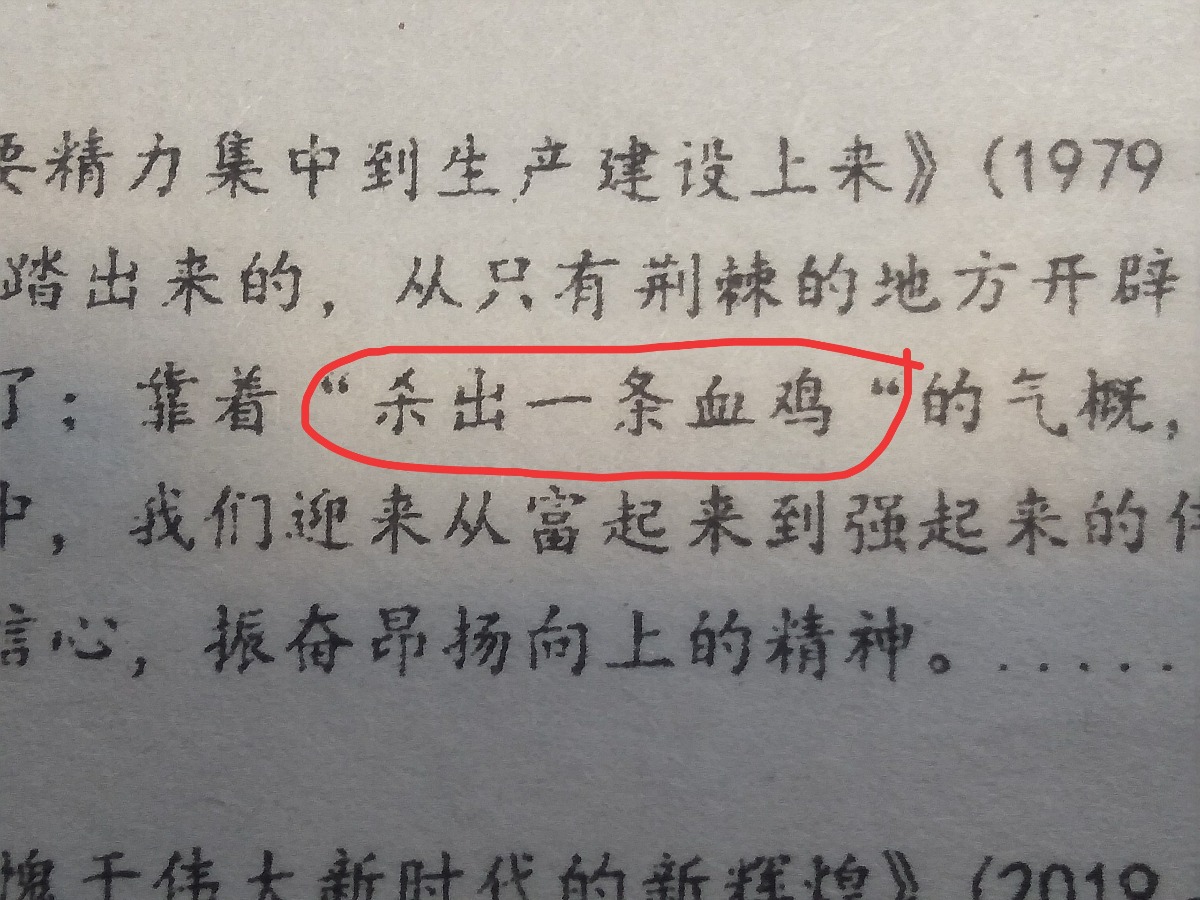 要精力集中到生产建设上来》(1979
踏出来的,从只有荆棘的地方开辟
了:靠着“杀出一条血鸡“的气概,
中,我们迎来从富起来到强起来的
信心,振奋昂扬向上的精神。......
愧于伟大新时代的新辉煌》(2019